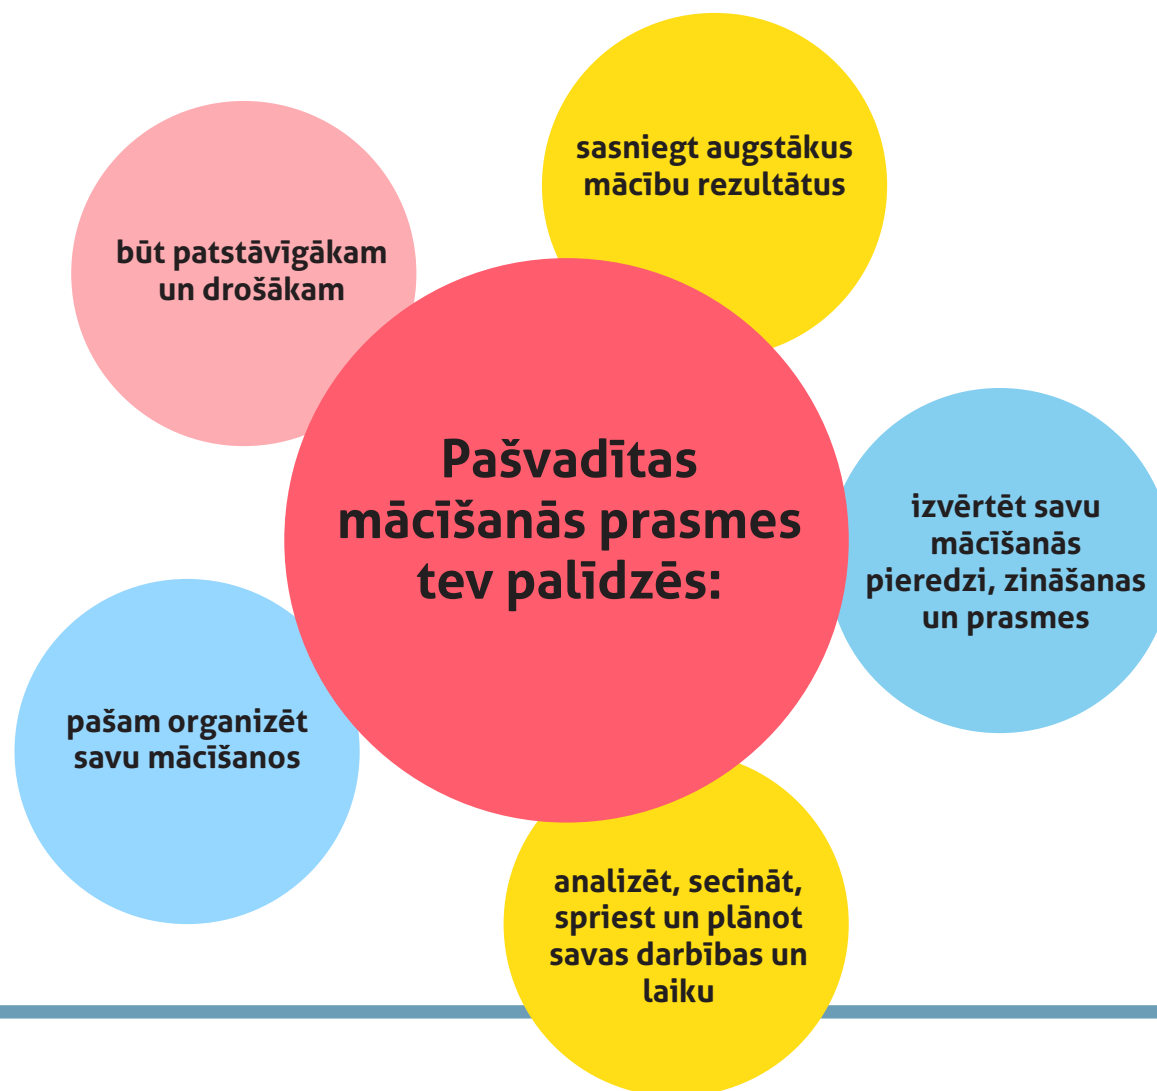 sasniegt augstākus
mācību rezultātus
būt patstāvīgākam
un drošākam
Pašvadītas
mācīšanās prasmes
tev palīdzēs:
izvērtēt savu
mācīšanās
pieredzi, zināšanas
un prasmes
pašam organizēt
savu mācīšanos
analizēt, secināt,
spriest un plānot
savas darbības un
laiku